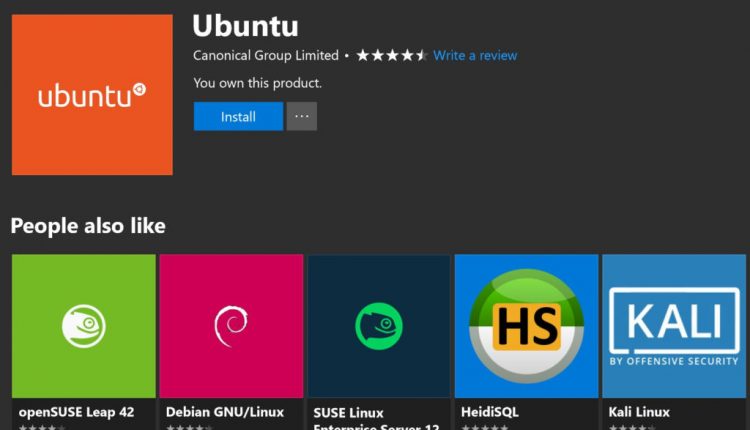 Ubuntu
Canonical Group Limited • Write a review
ubuntu
You own this product.
Install
...
People also like
HS
KALI
BY OFFENSIVE SECURITY
openSUSE Leap 42
Debian GNU/Linux
SUSE Linux
Enterprise Server 12
HeidiSQL
Kali Linux